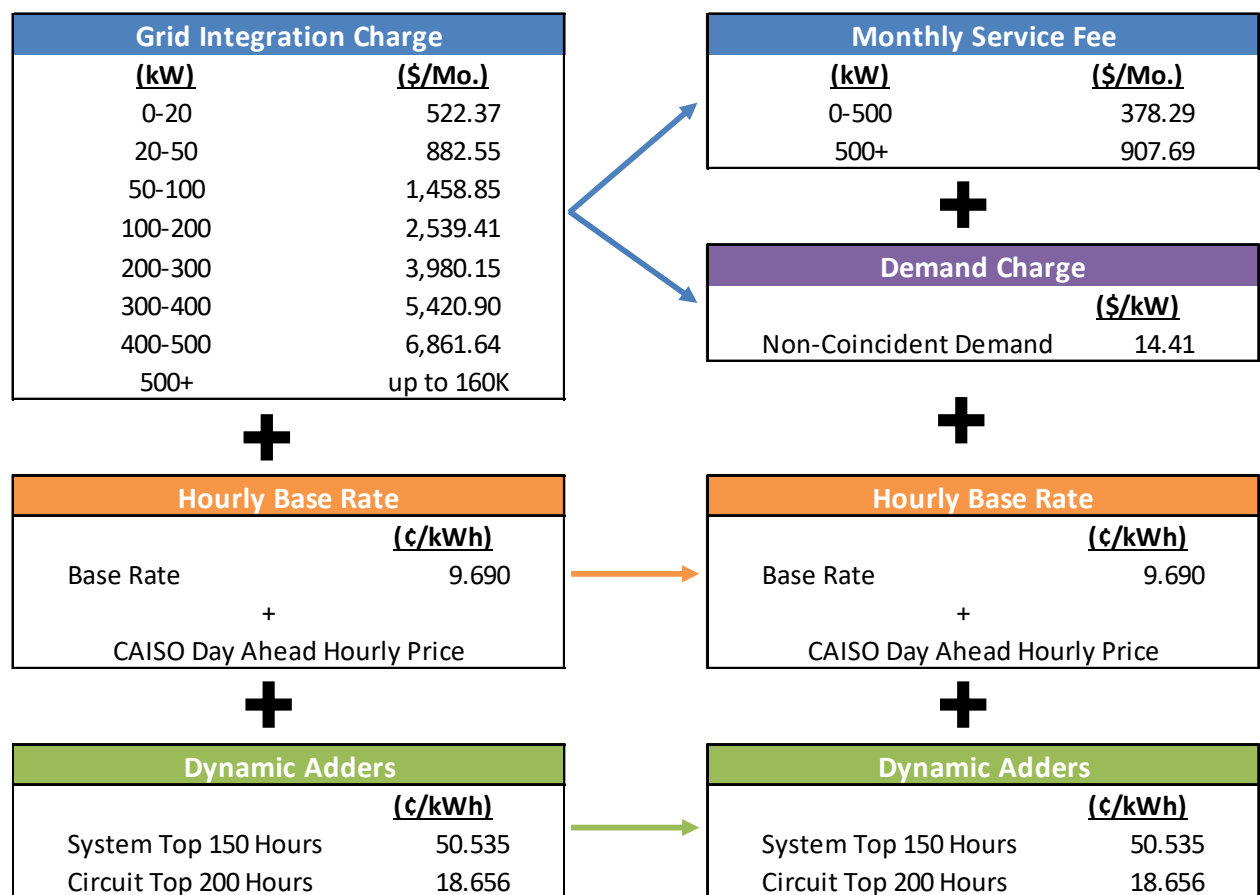 Grid Integration Charge
(kW) ($/Mo.)
0-20 522.37
20-50 882.55
50-100 1,458.85
100-200 2,539.41
200-300 3,980.15
300-400 5,420.90
400-500 6,861.64
500+ up to 160K
+
Hourly Base Rate
(¢/kWh)
Base Rate 9.690
+
CAISO Day Ahead Hourly Price
+
Dynamic Adders
(¢/kWh)
System Top 150 Hours 50.535
Circuit Top 200 Hours 18.656
Monthly Service Fee
(kW) ($/Mo.)
0-500 378.29
500+ 907.69
+
Demand Charge
($/kW)
Non-Coincident Demand 14.41
+
Hourly Base Rate
(¢/kWh)
Base Rate 9.690
+
CAISO Day Ahead Hourly Price
+
Dynamic Adders
(¢/kWh)
System Top 150 Hours 50.535
Circuit Top 200 Hours 18.656